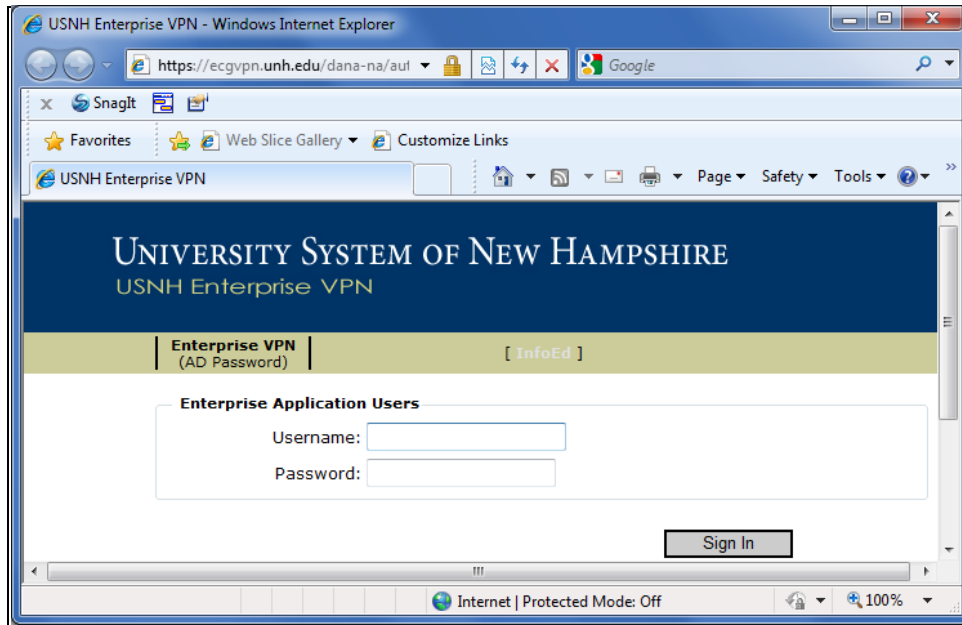 USNH Enterprise VPN - Windows Internet Explorer
https://ecgvpn.unh.edu/dana-na/aut
Google
x SnagIt
Favorites Web Slice Gallery Customize Links
USNH Enterprise VPN Page Safety Tools
UNIVERSITY SYSTEM OF NEW HAMPSHIRE
USNH Enterprise VPN
Enterprise VPN
(AD Password)
[ InfoEd ]
Enterprise Application Users
Username:
Password:
Sign In
Internet | Protected Mode: Off 100%